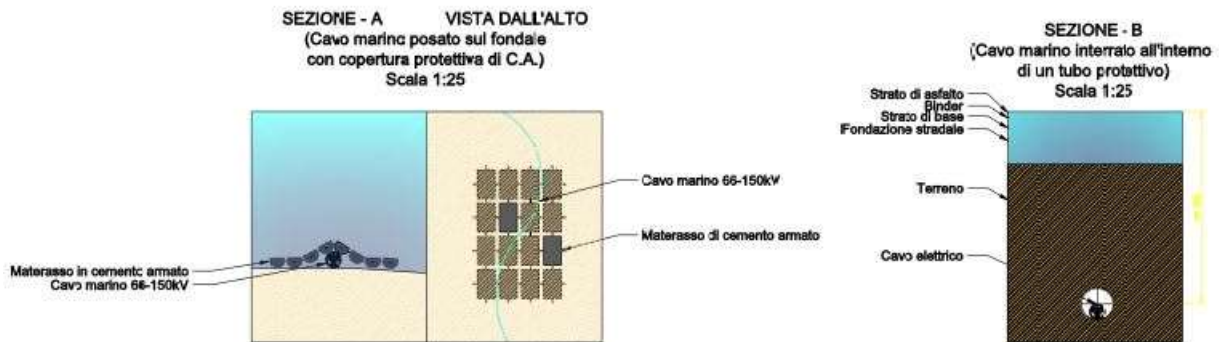 SEZIONE - A
VISTA DALL'ALTO
(Cavo marino posato sul fondale
con copertura protettiva di C.A.)
Scala 1:25
Materasso in cemento armato
Cavo marino 66-150kV
Cavo marino 66-150kV
Materasso di cemento armato
SEZIONE - B
(Cavo marino interrato all'interno
di un tubo protettivo)
Scala 1:25
Strato di asfalto
Binder
Strato di base
Fondazione stradale
Terreno
Cavo elettrico